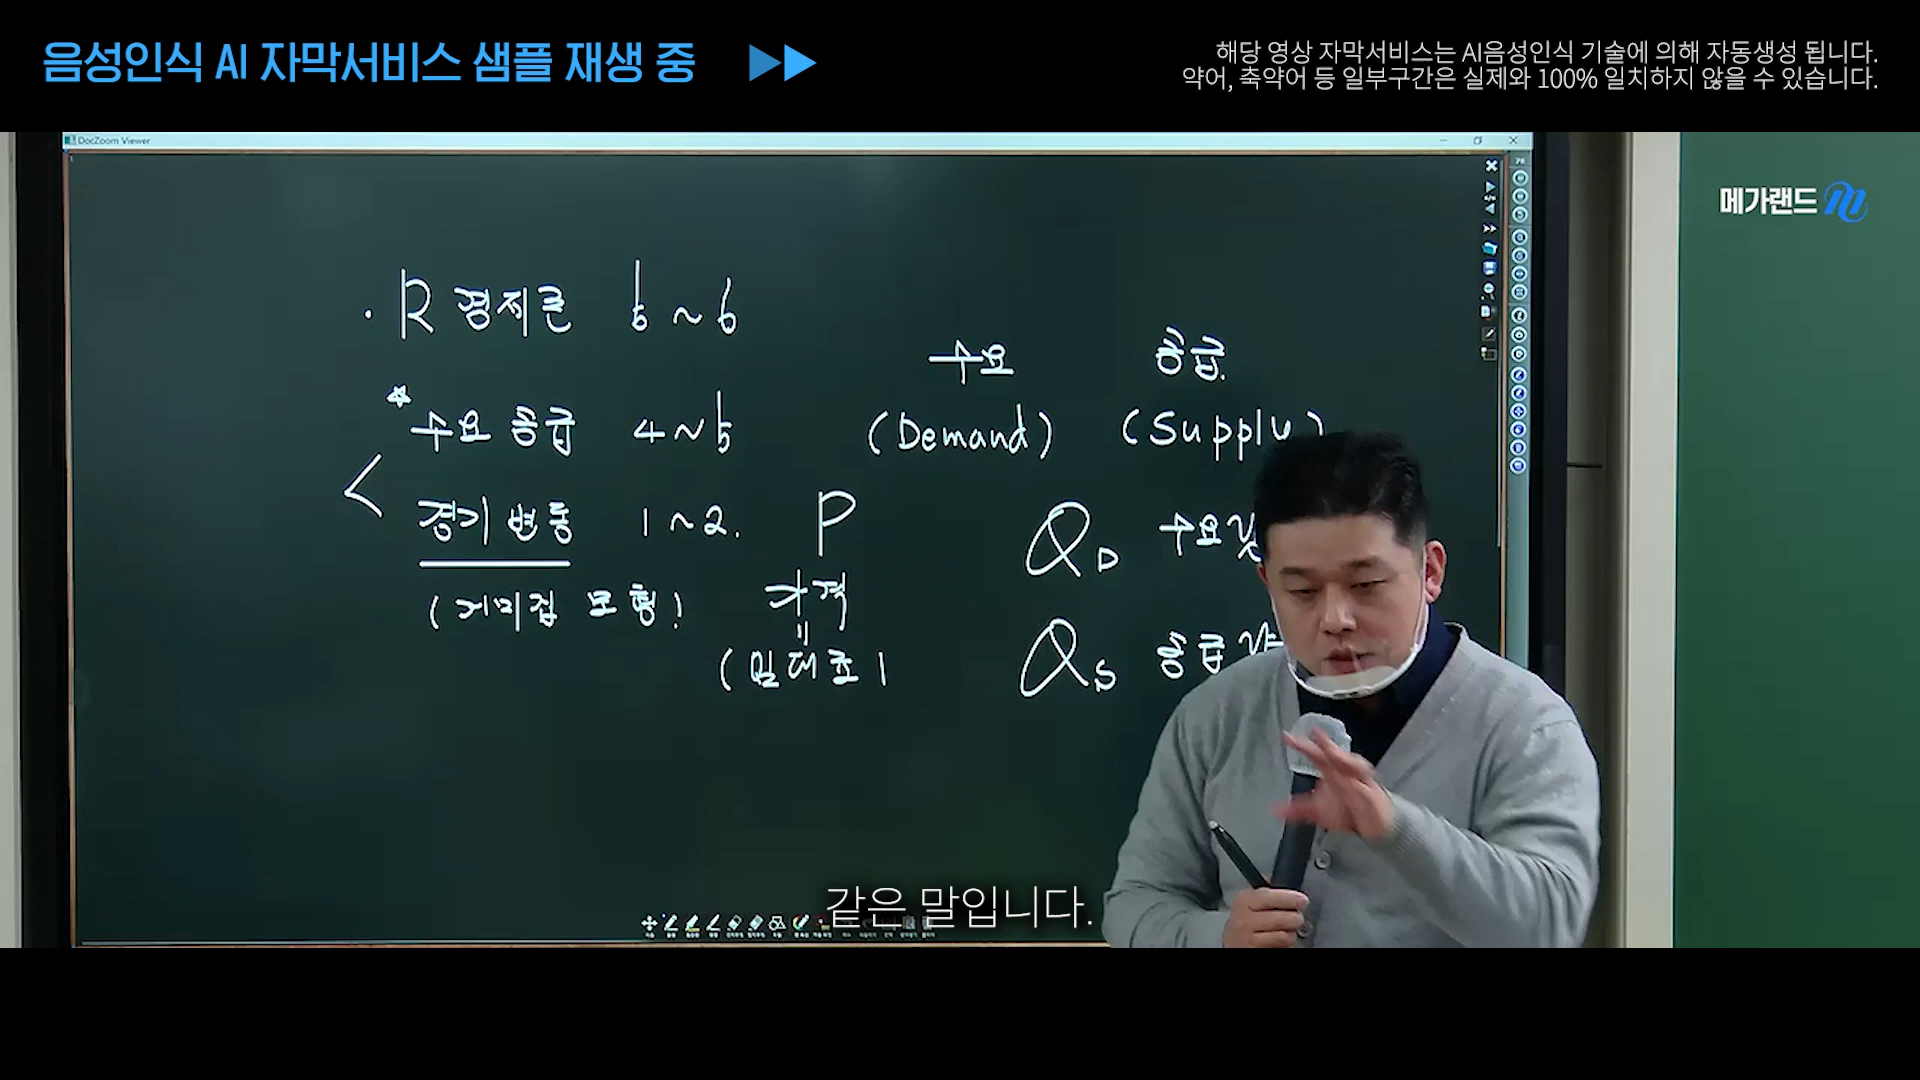 음성인식 AI 자막서비스 샘플 재생 중
해당 영상 자막서비스는 AI음성인식 기술에 의해 자동생성 됩니다.
약어, 축약어 등 일부구간은 실제와 100% 일치하지 않을 수 있습니다.
DocZoom Viewer
메가랜드
· R 경제론 5~6
수요 공급
☆ 수요 공급 4~5
(Demand) (Supply)
< 경기변동 1~2.
P
Q_D 수요
(거미집 모형)
가격
=
(임대료)
Q_S 공급
같은 말입니다.